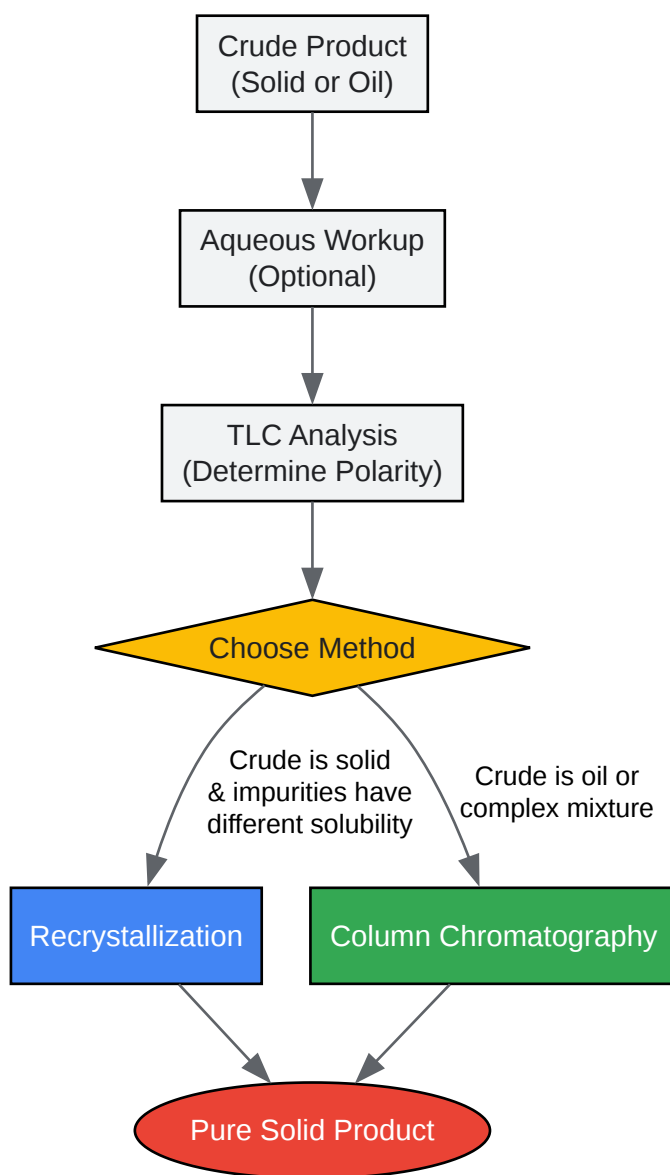 Crude Product
(Solid or Oil)
Aqueous Workup
(Optional)
TLC Analysis
(Determine Polarity)
Choose Method
Crude is solid
& impurities have
different solubility
Crude is oil or
complex mixture
Recrystallization
Column Chromatography
Pure Solid Product